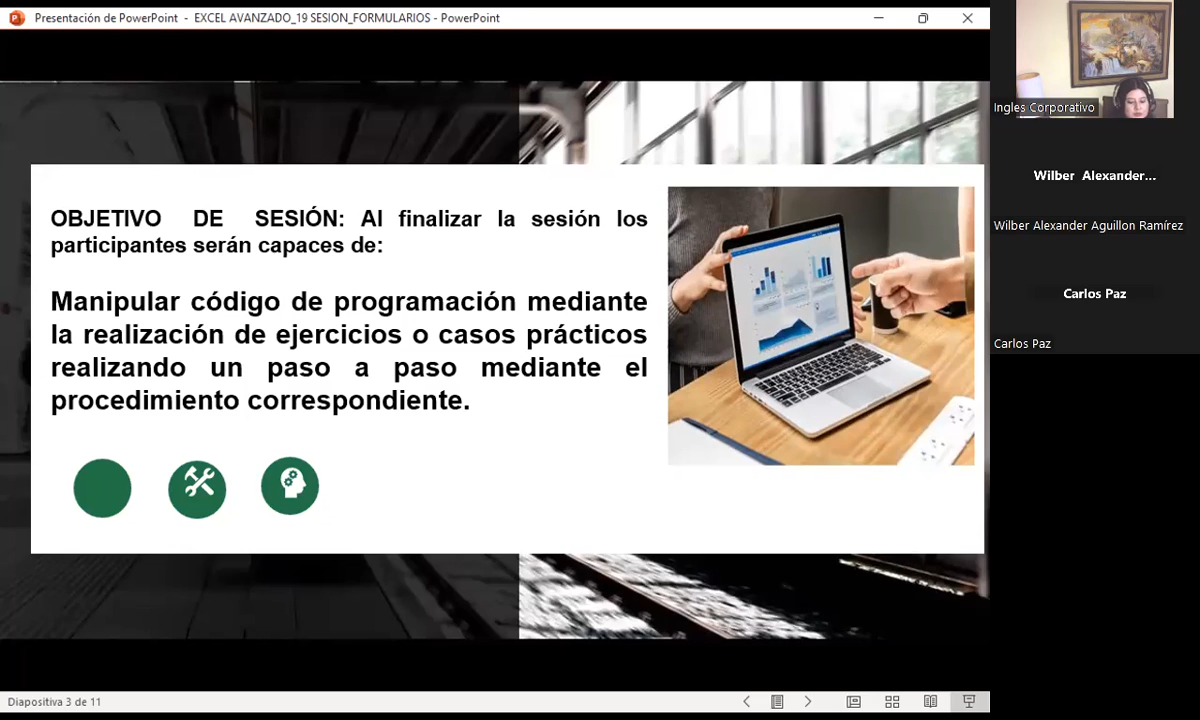 Presentación de PowerPoint - EXCEL AVANZADO_19 SESION_FORMULARIOS - PowerPoint
OBJETIVO DE SESIÓN: Al finalizar la sesión los
participantes serán capaces de:
Manipular código de programación mediante
la realización de ejercicios o casos prácticos
realizando un paso a paso mediante el
procedimiento correspondiente.
Diapositiva 3 de 11
Ingles Corporativo
Wilber Alexander...
Wilber Alexander Aguillon Ramírez
Carlos Paz
Carlos Paz